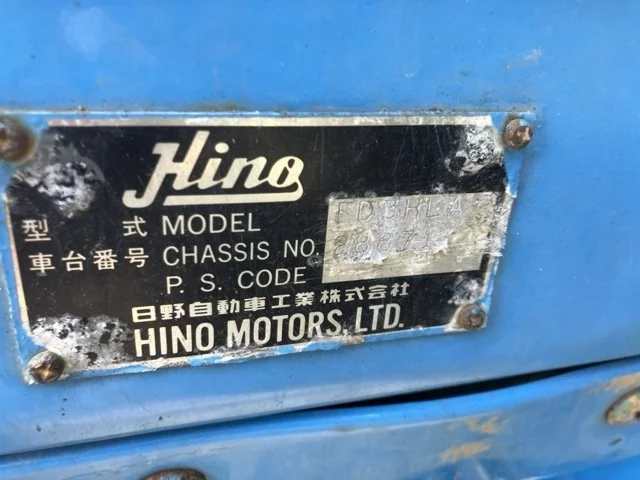 Hino
型 式 MODEL FD3HLA
車台番号 CHASSIS NO.
P. S. CODE
日野自動車工業株式会社
HINO MOTORS, LTD.